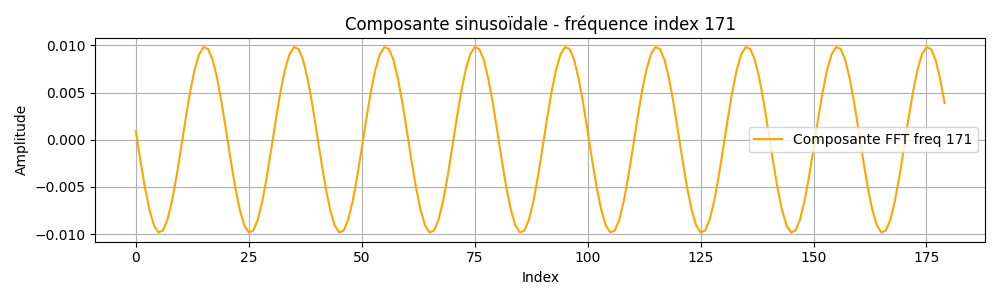 Composante sinusoïdale - fréquence index 171
Amplitude
0.010
0.005
0.000
−0.005
−0.010
Composante FFT freq 171
0 25 50 75 100 125 150 175
Index